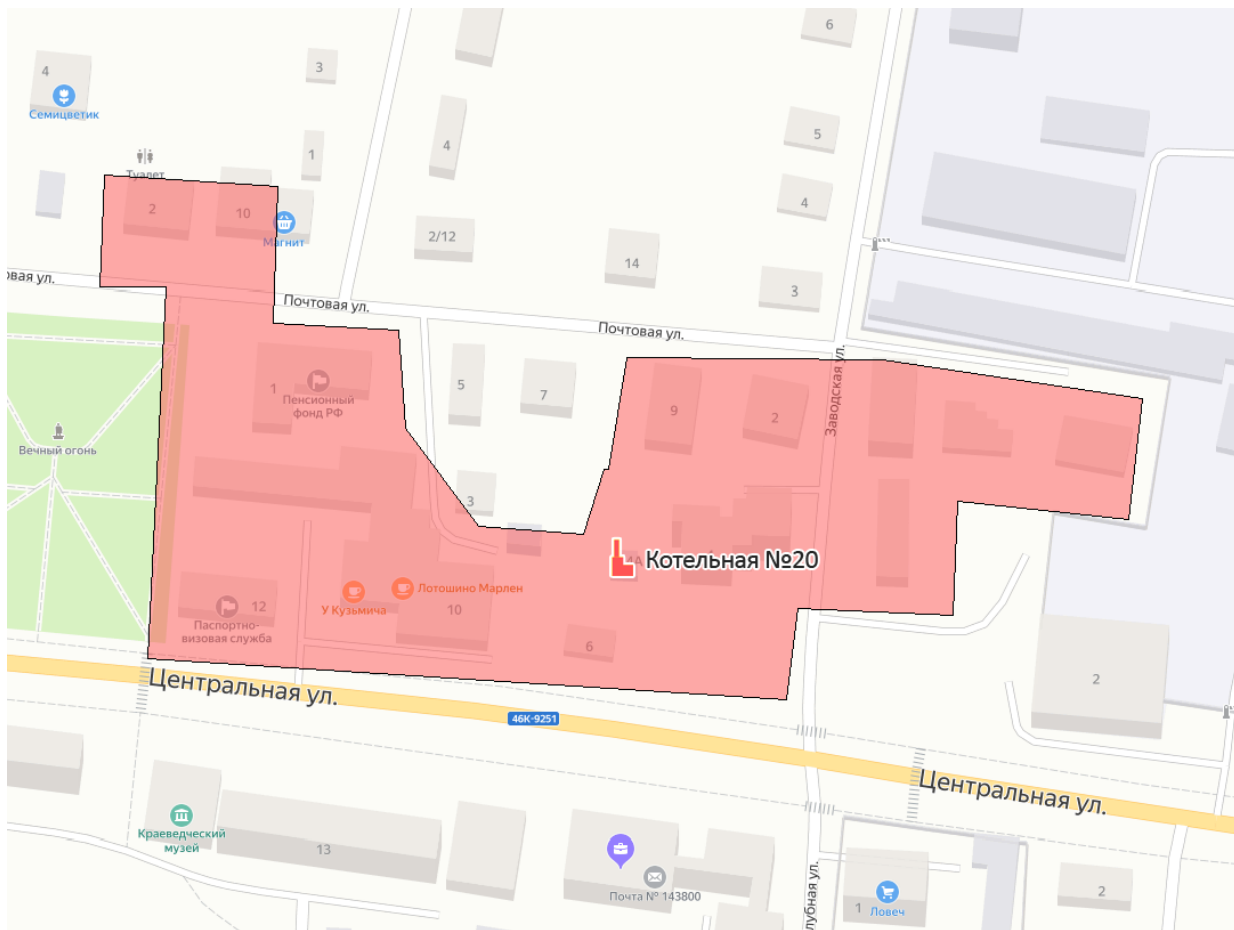 6
3
4
Семицветик
5
4
1
Туалет
4
2
10
Магнит
2/12
14
3
овая ул.
Почтовая ул.
Почтовая ул.
Заводская ул.
1
Пенсионный
фонд РФ
5
7
9
2
Вечный огонь
3
Котельная №20
У Кузьмича
Лотошино Марлен
12
10
Паспортно-
визовая служба
6
2
Центральная ул.
46К-9251
Центральная ул.
Краеведческий
музей
13
Почта № 143800
лубная ул.
1
Ловеч
2